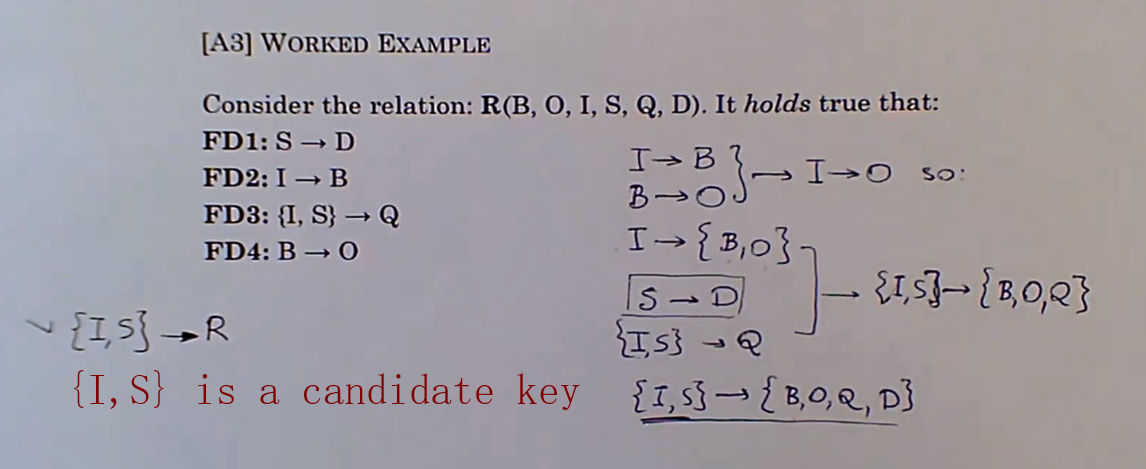 [A3] WORKED EXAMPLE
Consider the relation: R(B, O, I, S, Q, D). It holds true that:
FD1: S → D
FD2: I → B
FD3: {I, S} → Q
FD4: B → O
I → B
B → O } → I → O so:
I → {B,O}
S → D
{I,S} → Q
→ {I,S} → {B,O,Q}
{I,S} → {B,O,Q,D}
{I,S} → R
{I,S} is a candidate key